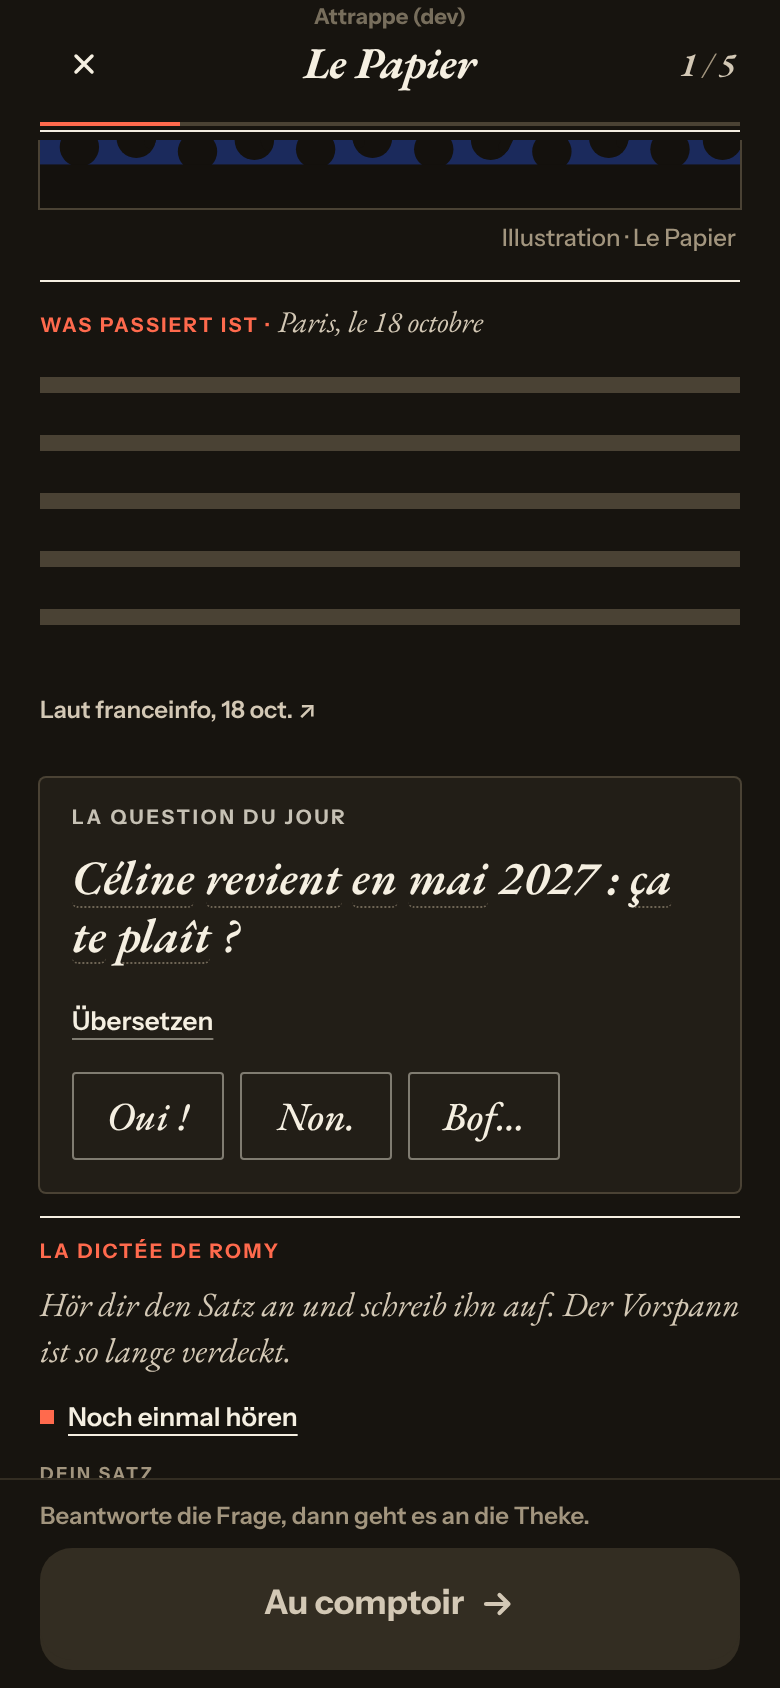 Attrappe (dev)
Le Papier
1 / 5
Illustration · Le Papier
WAS PASSIERT IST · Paris, le 18 octobre
Laut franceinfo, 18 oct. ↗
LA QUESTION DU JOUR
Céline revient en mai 2027 : ça
te plaît ?
Übersetzen
Oui !
Non.
Bof…
LA DICTÉE DE ROMY
Hör dir den Satz an und schreib ihn auf. Der Vorspann
ist so lange verdeckt.
Noch einmal hören
DEIN SATZ
Beantworte die Frage, dann geht es an die Theke.
Au comptoir →